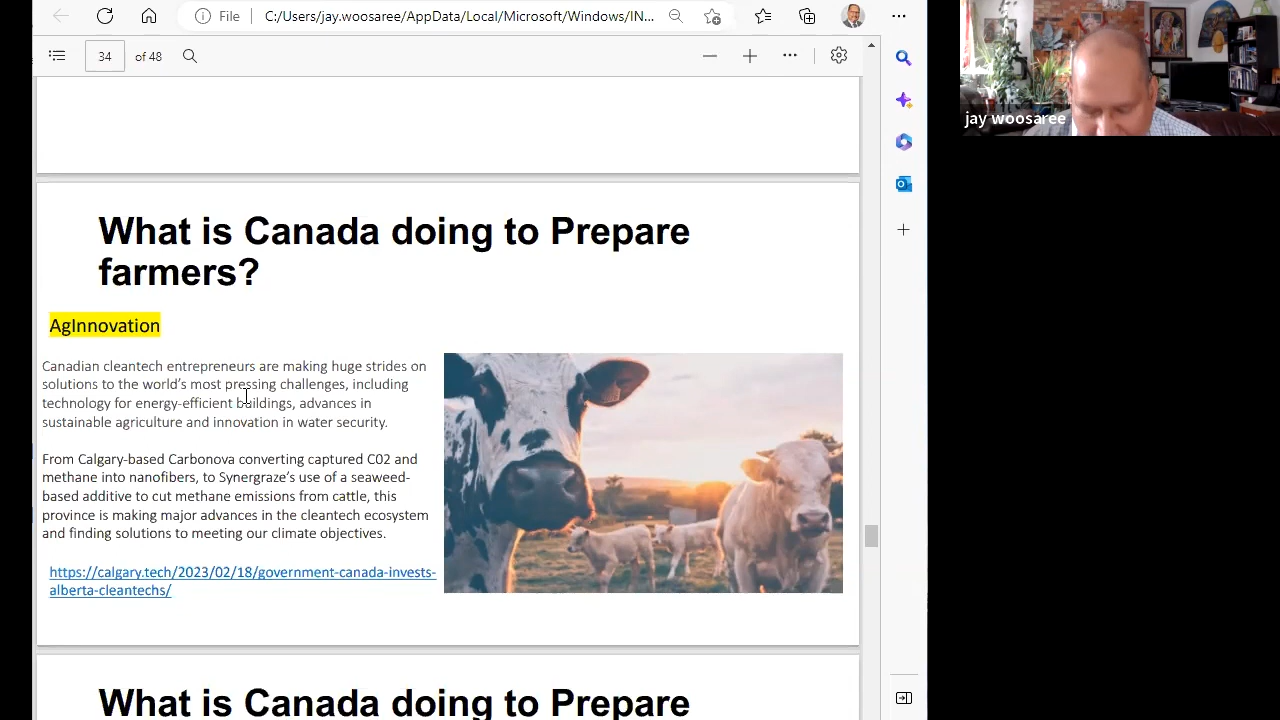 File
C:/Users/jay.woosaree/AppData/Local/Microsoft/Windows/IN...
34 of 48
jay woosaree
What is Canada doing to Prepare
farmers?
AgInnovation
Canadian cleantech entrepreneurs are making huge strides on
solutions to the world's most pressing challenges, including
technology for energy-efficient buildings, advances in
sustainable agriculture and innovation in water security.
From Calgary-based Carbonova converting captured C02 and
methane into nanofibers, to Synergraze's use of a seaweed-
based additive to cut methane emissions from cattle, this
province is making major advances in the cleantech ecosystem
and finding solutions to meeting our climate objectives.
https://calgary.tech/2023/02/18/government-canada-invests-
alberta-cleantechs/
What is Canada doing to Prepare